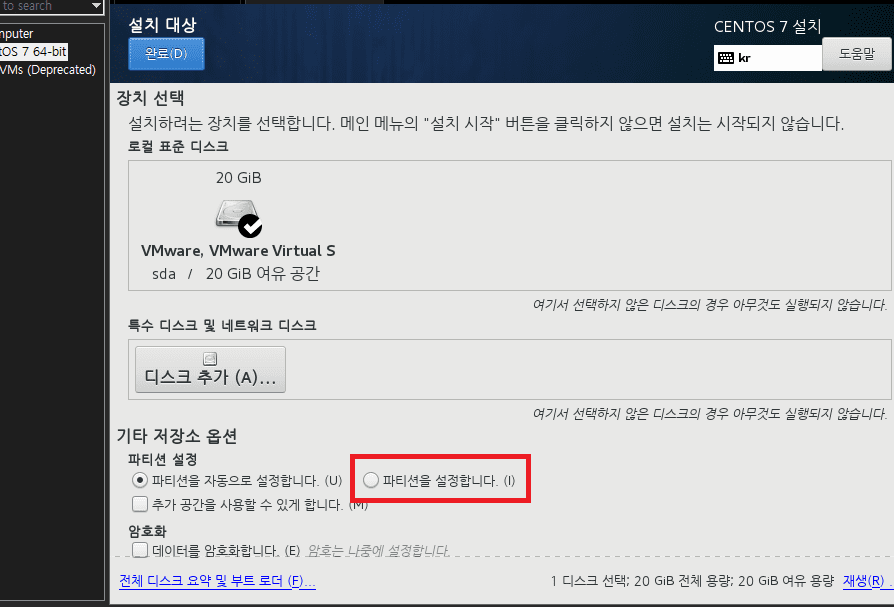 to search
mputer
tOS 7 64-bit
VMs (Deprecated)
설치 대상
완료(D)
CENTOS 7 설치
kr
도움말
장치 선택
설치하려는 장치를 선택합니다. 메인 메뉴의 "설치 시작" 버튼을 클릭하지 않으면 설치는 시작되지 않습니다.
로컬 표준 디스크
20 GiB
VMware, VMware Virtual S
sda / 20 GiB 여유 공간
여기서 선택하지 않은 디스크의 경우 아무것도 실행되지 않습니다.
특수 디스크 및 네트워크 디스크
디스크 추가 (A)...
여기서 선택하지 않은 디스크의 경우 아무것도 실행되지 않습니다.
기타 저장소 옵션
파티션 설정
파티션을 자동으로 설정합니다. (U) 파티션을 설정합니다. (I)
추가 공간을 사용할 수 있게 합니다. (M)
암호화
데이터를 암호화합니다. (E) 암호는 나중에 설정합니다.
전체 디스크 요약 및 부트 로더 (F)... 1 디스크 선택; 20 GiB 전체 용량; 20 GiB 여유 용량 재생(R) .